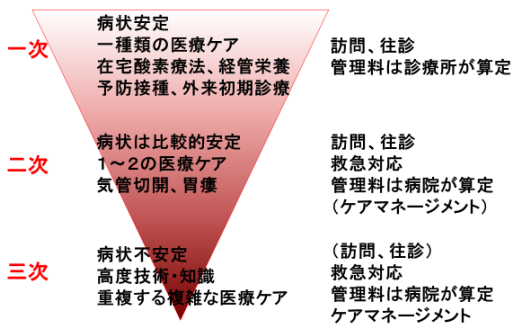 一次
病状安定
一種類の医療ケア
在宅酸素療法、経管栄養
予防接種、外来初期診療
訪問、往診
管理料は診療所が算定
二次
病状は比較的安定
１～２の医療ケア
気管切開、胃瘻
訪問、往診
救急対応
管理料は病院が算定
（ケアマネージメント）
三次
病状不安定
高度技術・知識
重複する複雑な医療ケア
（訪問、往診）
救急対応
管理料は病院が算定
ケアマネージメント